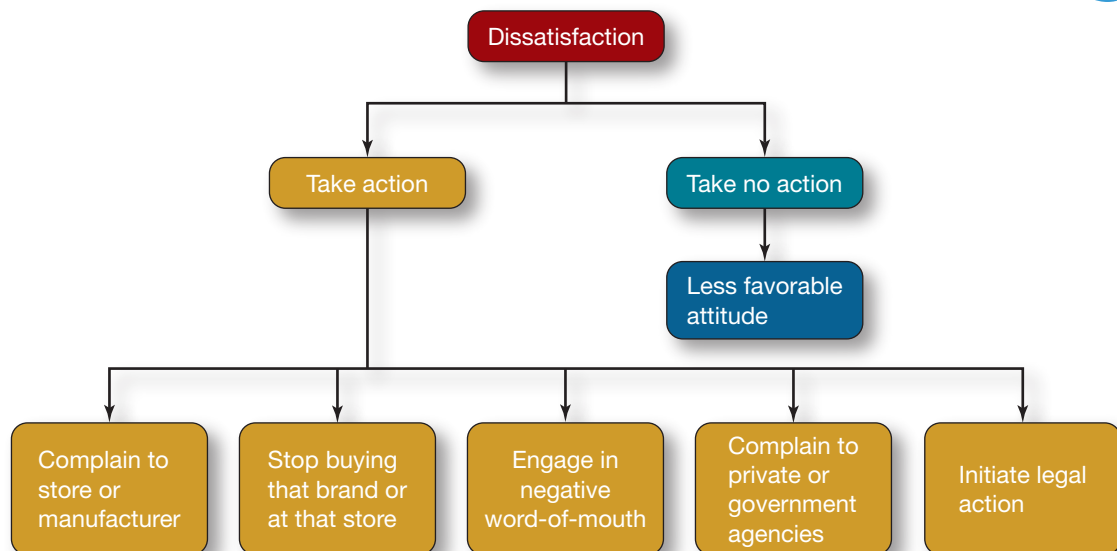 Dissatisfaction
Take action
Take no action
Less favorable
attitude
Complain to
store or
manufacturer
Stop buying
that brand or
at that store
Engage in
negative
word-of-mouth
Complain to
private or
government
agencies
Initiate legal
action